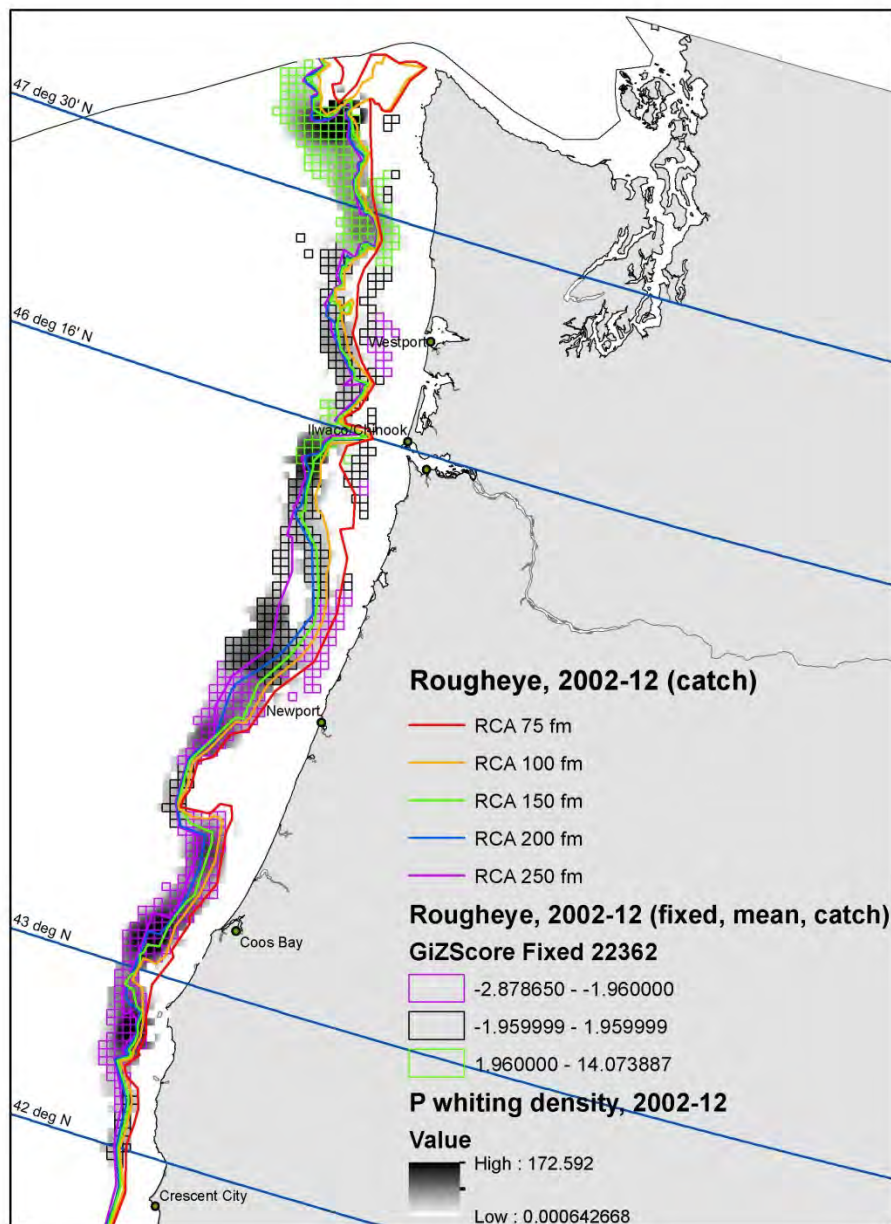 47 deg 30' N
46 deg 16' N
Westport
Ilwaco/Chinook
Rougheye, 2002-12 (catch)
RCA 75 fm
Newport
RCA 100 fm
RCA 150 fm
RCA 200 fm
RCA 250 fm
43 deg N
Rougheye, 2002-12 (fixed, mean, catch)
Coos Bay
GiZScore Fixed 22362
-2.878650 - -1.960000
-1.959999 - 1.959999
1.960000 - 14.073887
42 deg N
P whiting density, 2002-12
Value
High : 172.592
Crescent City
Low : 0.000642668